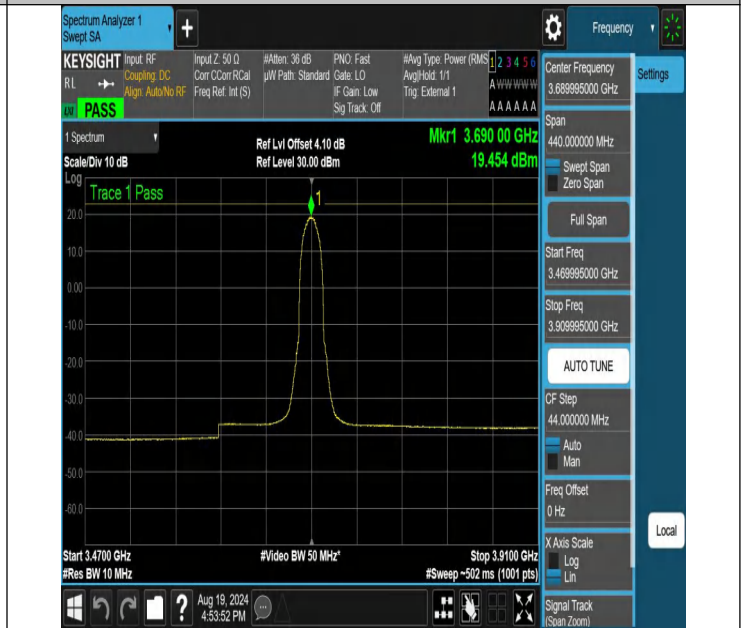 Spectrum Analyzer 1
Swept SA
+
Frequency
KEYSIGHT
RL
PASS
Input: RF
Coupling: DC
Align: Auto/No RF
Input Z: 50 Ω
Corr CCorr RCal
Freq Ref: Int (S)
#Atten: 36 dB
µW Path: Standard
PNO: Fast
Gate: LO
IF Gain: Low
Sig Track: Off
#Avg Type: Power (RMS
Avg|Hold: 1/1
Trig: External 1
1 2 3 4 5 6
A W W W W W
A A A A A A
1 Spectrum
Scale/Div 10 dB
Ref Lvl Offset 4.10 dB
Ref Level 30.00 dBm
Mkr1 3.690 00 GHz
19.454 dBm
Log
Trace 1 Pass
1
20.0
10.0
0.00
-10.0
-20.0
-30.0
-40.0
-50.0
-60.0
Start 3.4700 GHz
#Res BW 10 MHz
#Video BW 50 MHz*
Stop 3.9100 GHz
#Sweep ~502 ms (1001 pts)
Center Frequency
3.689995000 GHz
Settings
Span
440.000000 MHz
Swept Span
Zero Span
Full Span
Start Freq
3.469995000 GHz
Stop Freq
3.909995000 GHz
AUTO TUNE
CF Step
44.000000 MHz
Auto
Man
Freq Offset
0 Hz
X Axis Scale
Log
Lin
Local
Signal Track
(Span Zoom)
?
Aug 19, 2024
4:53:52 PM